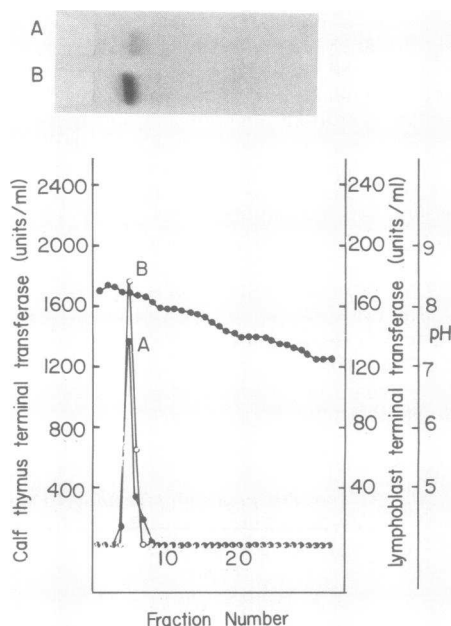 A
B
Calf thymus terminal transferase (units/ml)
2400
2000
1600
1200
800
400
B
A
10 20
Fraction Number
240
200
180
160
120
80
40
Lymphoblast terminal transferase (units/ml)
9
8
7
6
5
pH